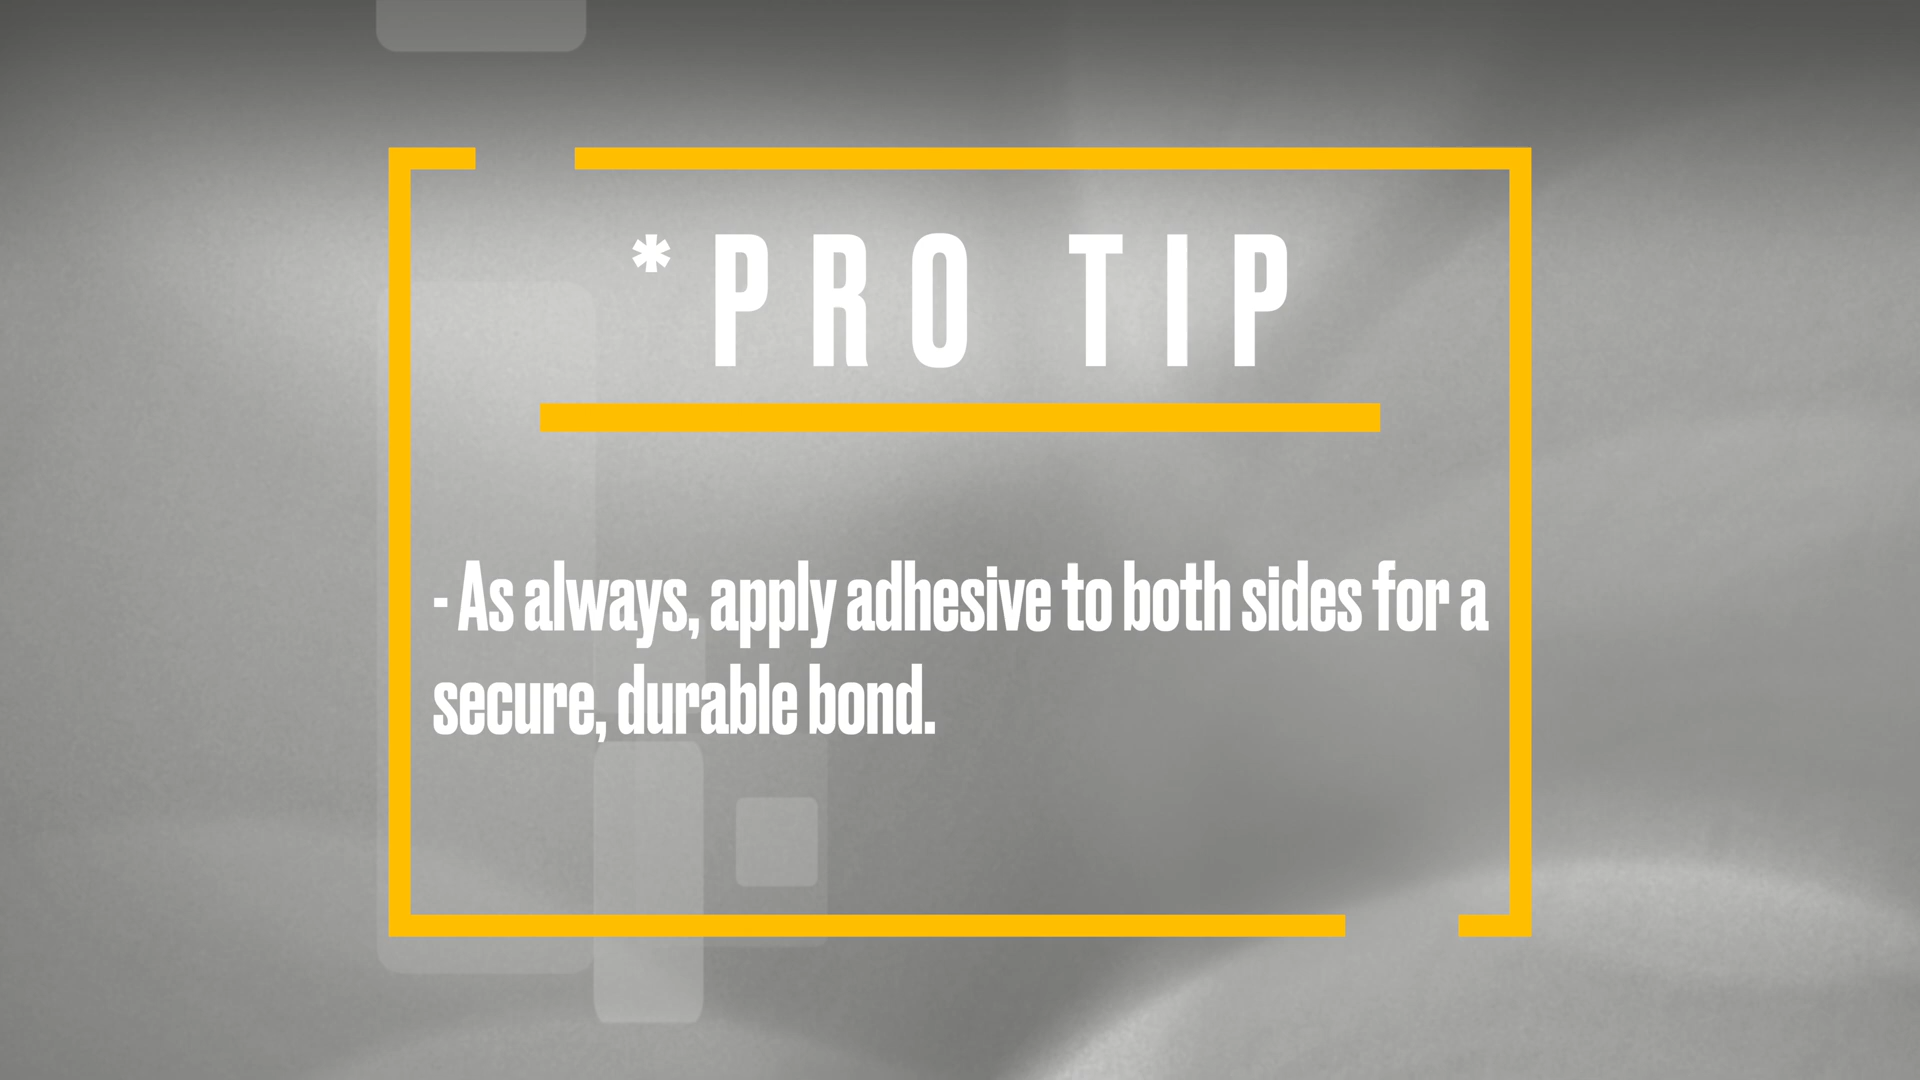 *PRO TIP
- As always, apply adhesive to both sides for a
secure, durable bond.